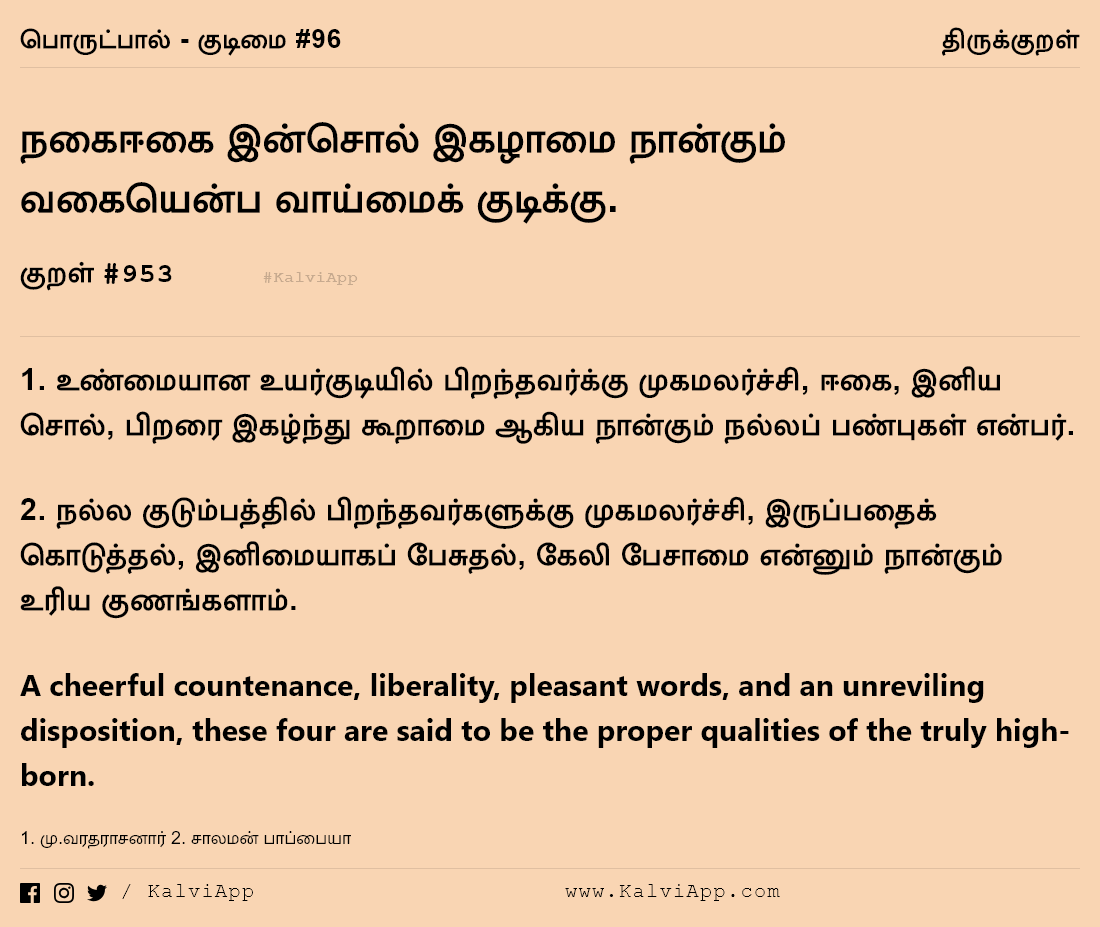 பொருட்பால் - குடிமை #96 திருக்குறள்
நகைஈகை இன்சொல் இகழாமை நான்கும்
வகையென்ப வாய்மைக் குடிக்கு.
குறள் #953 #KalviApp
1. உண்மையான உயர்குடியில் பிறந்தவர்க்கு முகமலர்ச்சி, ஈகை, இனிய
சொல், பிறரை இகழ்ந்து கூறாமை ஆகிய நான்கும் நல்லப் பண்புகள் என்பர்.
2. நல்ல குடும்பத்தில் பிறந்தவர்களுக்கு முகமலர்ச்சி, இருப்பதைக்
கொடுத்தல், இனிமையாகப் பேசுதல், கேலி பேசாமை என்னும் நான்கும்
உரிய குணங்களாம்.
A cheerful countenance, liberality, pleasant words, and an unreviling
disposition, these four are said to be the proper qualities of the truly high-
born.
1. மு.வரதராசனார் 2. சாலமன் பாப்பையா
/ KalviApp www.KalviApp.com